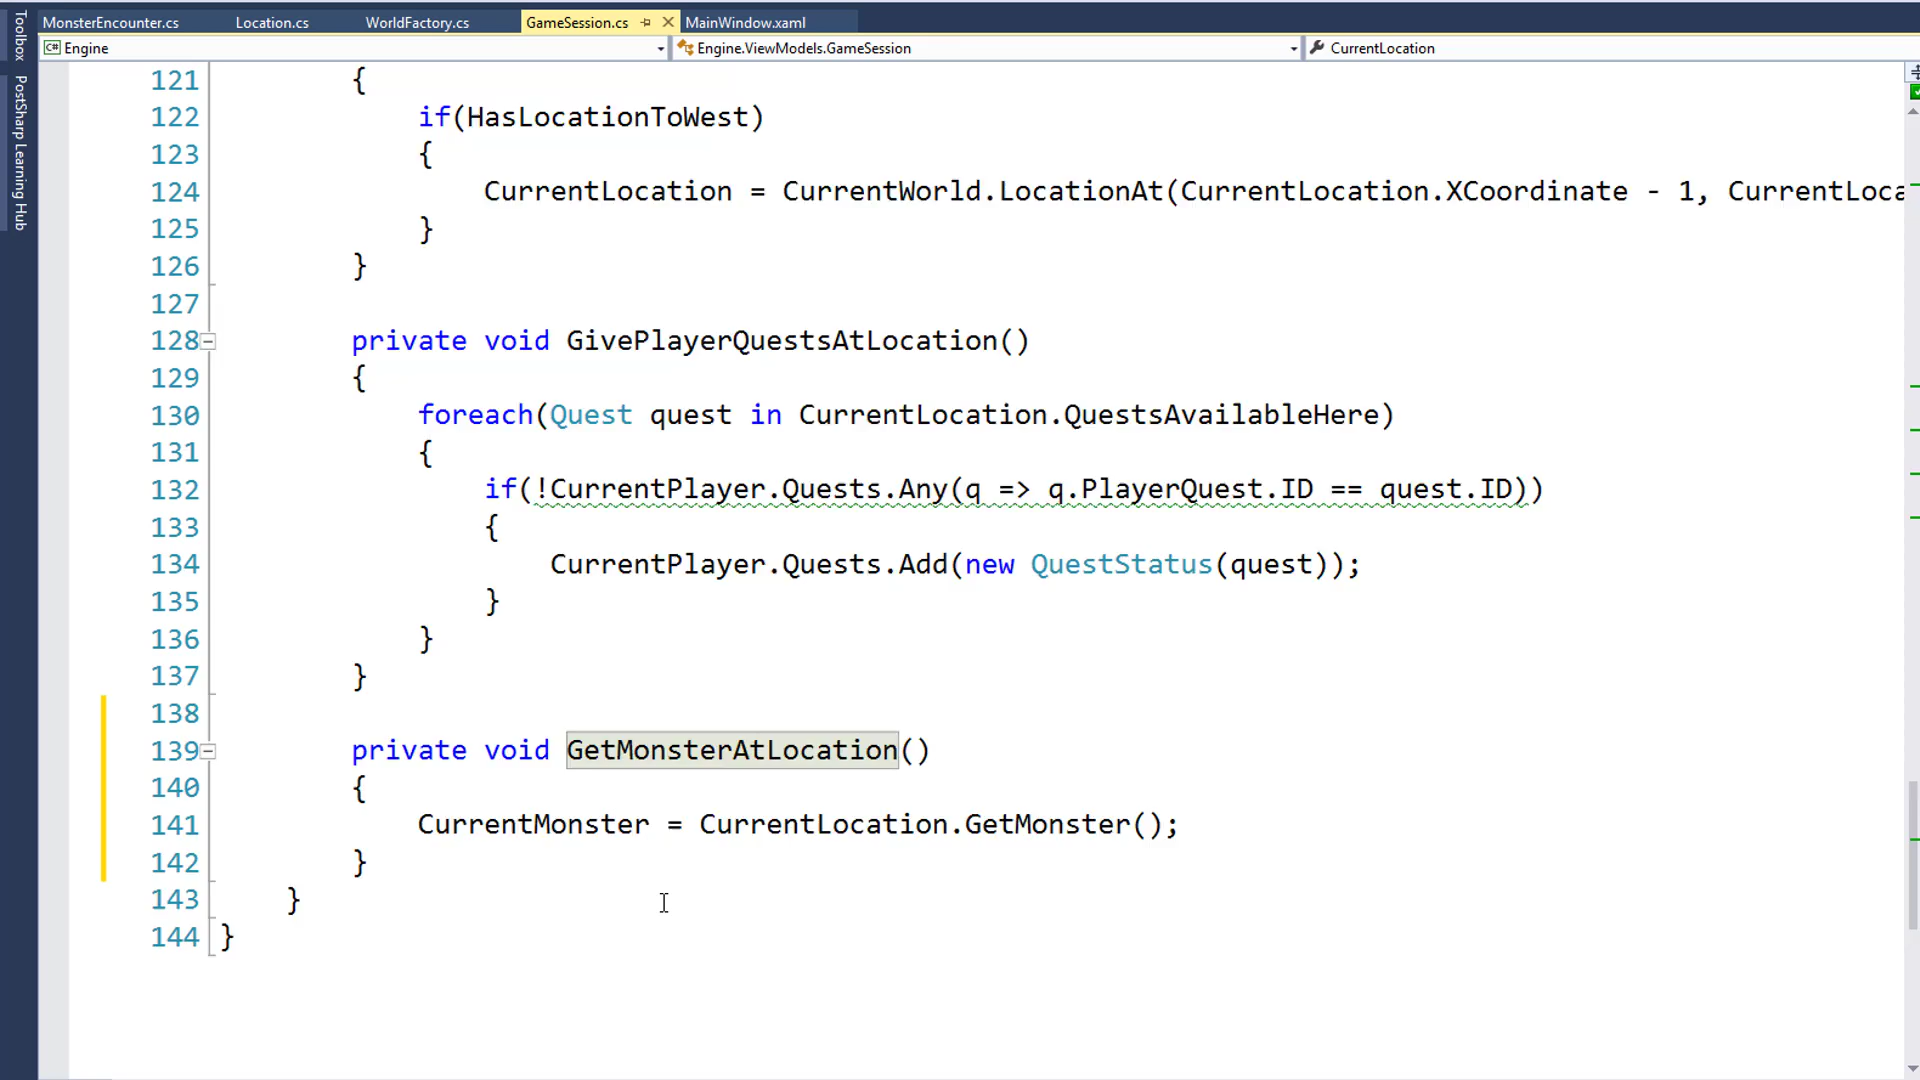 MonsterEncounter.cs Location.cs WorldFactory.cs GameSession.cs MainWindow.xaml
Toolbox
PostSharp Learning Hub
C# Engine Engine.ViewModels.GameSession CurrentLocation
121 {
122 if(HasLocationToWest)
123 {
124 CurrentLocation = CurrentWorld.LocationAt(CurrentLocation.XCoordinate - 1, CurrentLoca
125 }
126 }
127
128 private void GivePlayerQuestsAtLocation()
129 {
130 foreach(Quest quest in CurrentLocation.QuestsAvailableHere)
131 {
132 if(!CurrentPlayer.Quests.Any(q => q.PlayerQuest.ID == quest.ID))
133 {
134 CurrentPlayer.Quests.Add(new QuestStatus(quest));
135 }
136 }
137 }
138
139 private void GetMonsterAtLocation()
140 {
141 CurrentMonster = CurrentLocation.GetMonster();
142 }
143 }
144 }